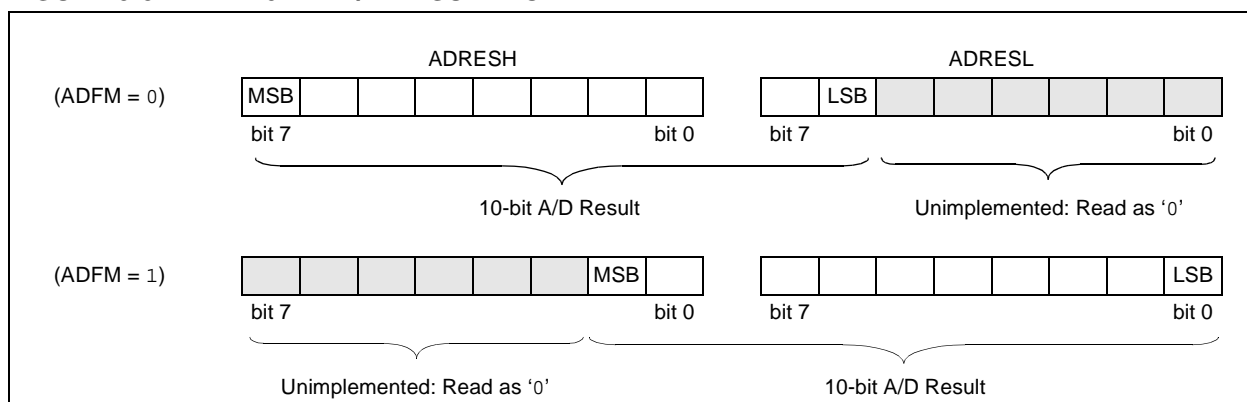 ADRESH ADRESL
(ADFM = 0) MSB LSB
bit 7 bit 0 bit 7 bit 0
10-bit A/D Result Unimplemented: Read as ‘0’
(ADFM = 1) MSB LSB
bit 7 bit 0 bit 7 bit 0
Unimplemented: Read as ‘0’ 10-bit A/D Result